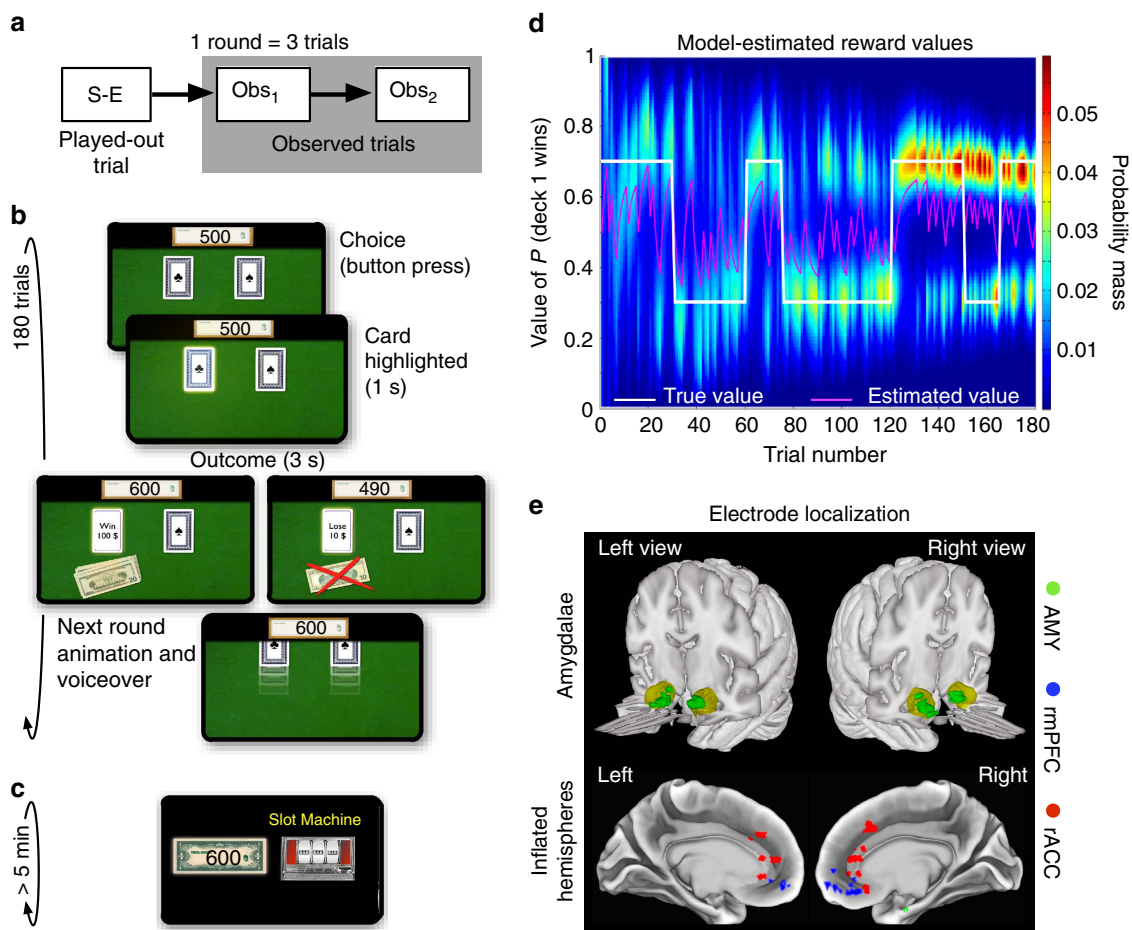 a
1 round = 3 trials
S-E
Obs1
Obs2
Played-out
trial
Observed trials
b
180 trials
500
Choice
(button press)
500
Card
highlighted
(1 s)
Outcome (3 s)
600
Win
100 $
20
490
Lose
10 $
10
Next round
animation and
voiceover
600
c
> 5 min
Slot Machine
600
d
Model-estimated reward values
Value of P (deck 1 wins)
1
0.8
0.6
0.4
0.2
0
True value
Estimated value
0 20 40 60 80 100 120 140 160 180
Trial number
0.05
0.04
0.03
0.02
0.01
Probability mass
e
Electrode localization
Left view
Right view
Amygdalae
Left
Right
Inflated
hemispheres
AMY
rmPFC
rACC